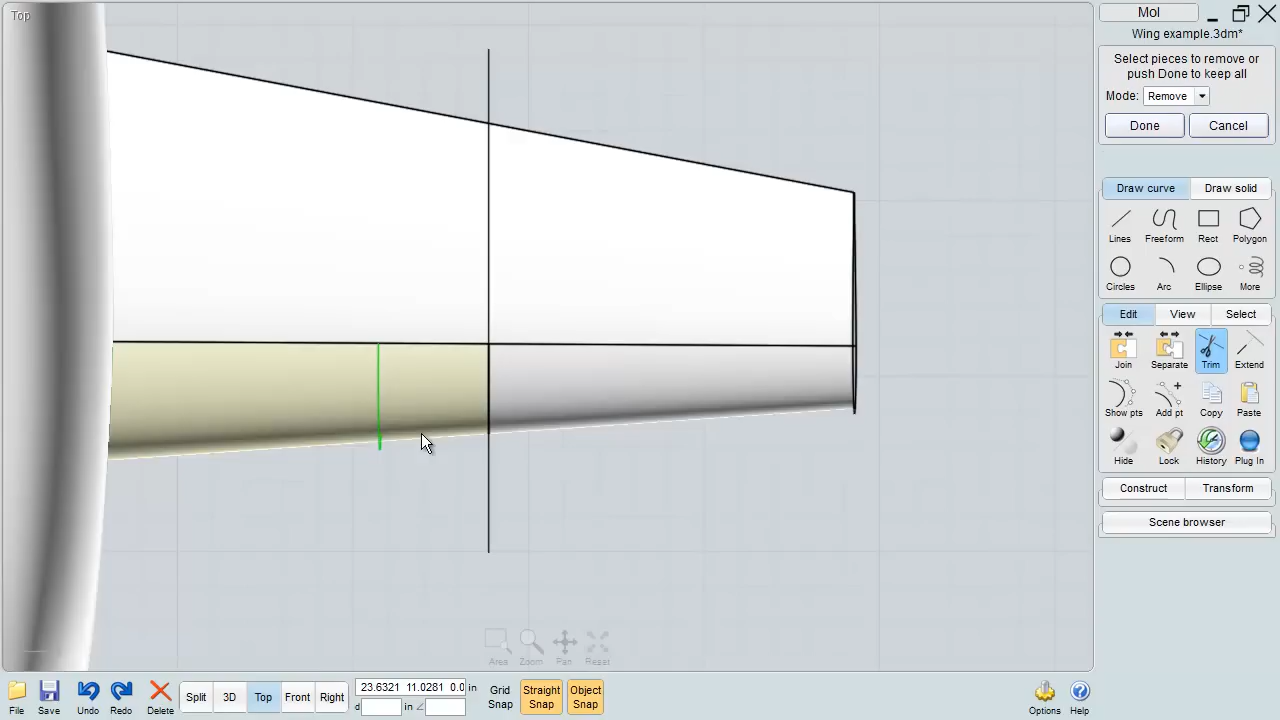 Top
MoI
Wing example.3dm*
Select pieces to remove or
push Done to keep all
Mode: Remove
Done Cancel
Draw curve Draw solid
Lines Freeform Rect Polygon
Circles Arc Ellipse More
Edit View Select
Join Separate Trim Extend
Show pts Add pt Copy Paste
Hide Lock History Plug In
Construct Transform
Scene browser
Area Zoom Pan Reset
File Save Undo Redo Delete
Split 3D Top Front Right
23.6321 11.0281 0.0 in
d in ∠
Grid
Snap
Straight
Snap
Object
Snap
Options Help